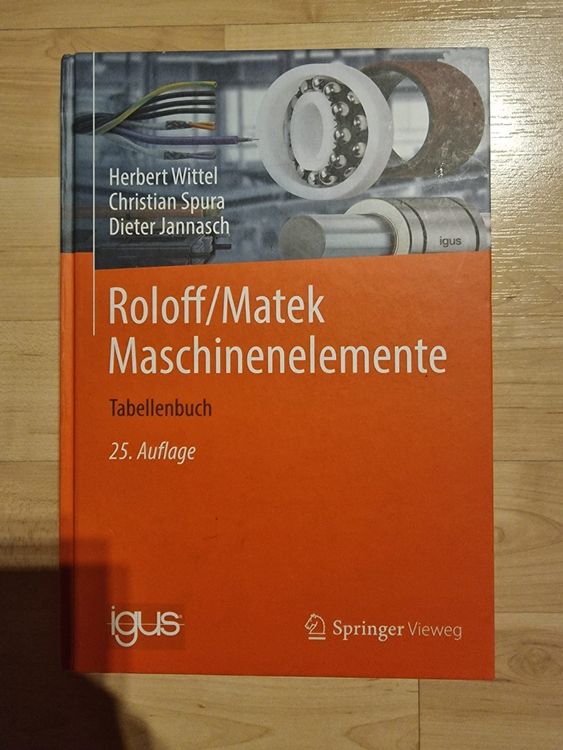 Herbert Wittel
Christian Spura
Dieter Jannasch
igus
Roloff/Matek
Maschinenelemente
Tabellenbuch
25. Auflage
igus®
Springer Vieweg